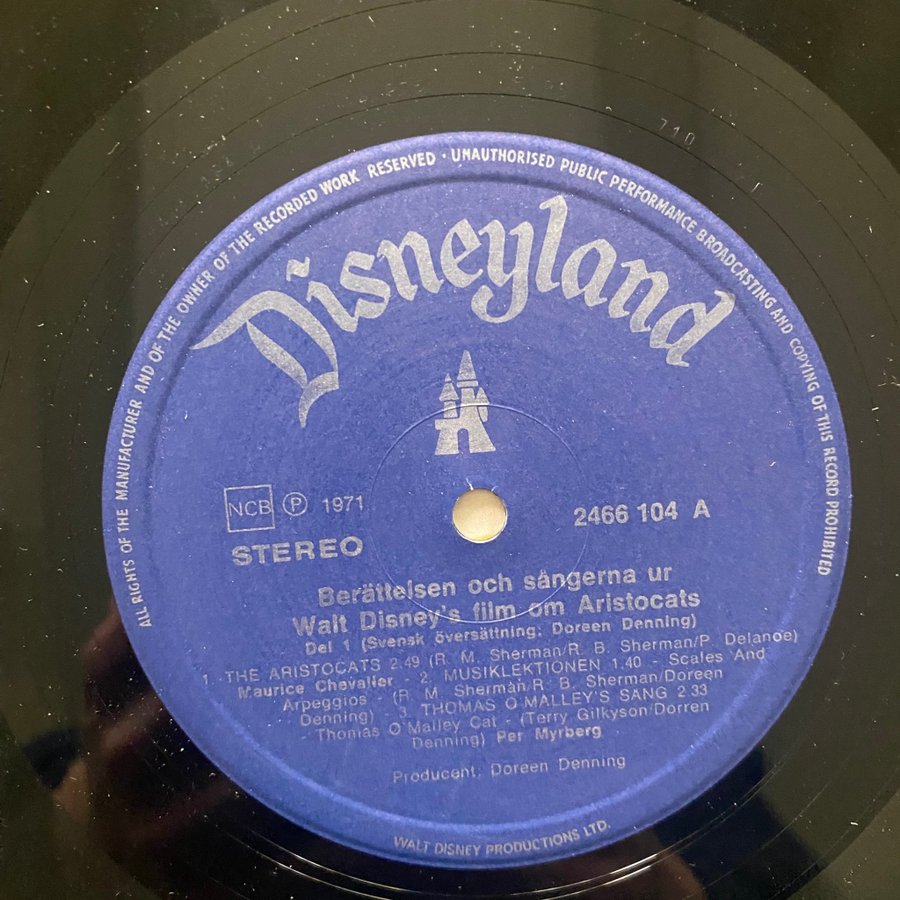 ALL RIGHTS OF THE MANUFACTURER AND OF THE OWNER OF THE RECORDED WORK RESERVED · UNAUTHORISED PUBLIC PERFORMANCE BROADCASTING AND COPYING OF THIS RECORD PROHIBITED
710
Disneyland
NCB Ⓟ 1971
2466 104 A
STEREO
Berättelsen och sångerna ur
Walt Disney's film om Aristocats
Del 1 (Svensk översättning: Doreen Denning)
1. THE ARISTOCATS 2.49 (R. M. Sherman/R. B. Sherman/P. Delanoe)
Maurice Chevalier - 2. MUSIKLEKTIONEN 1.40 - Scales And
Arpeggios - (R. M. Sherman/R. B. Sherman/Doreen
Denning) 3. THOMAS O'MALLEY'S SANG 2.33
- Thomas O'Malley Cat - (Terry Gilkyson/Dorren
Denning) Per Myrberg
Producent: Doreen Denning
WALT DISNEY PRODUCTIONS LTD.